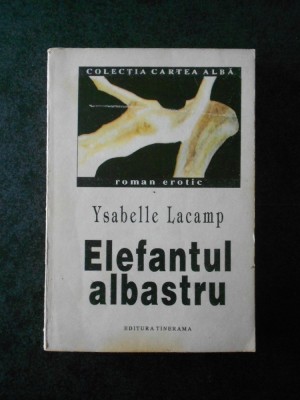 COLECȚIA CARTEA ALBĂ
roman erotic
Ysabelle Lacamp
Elefantul
albastru
EDITURA TINERAMA